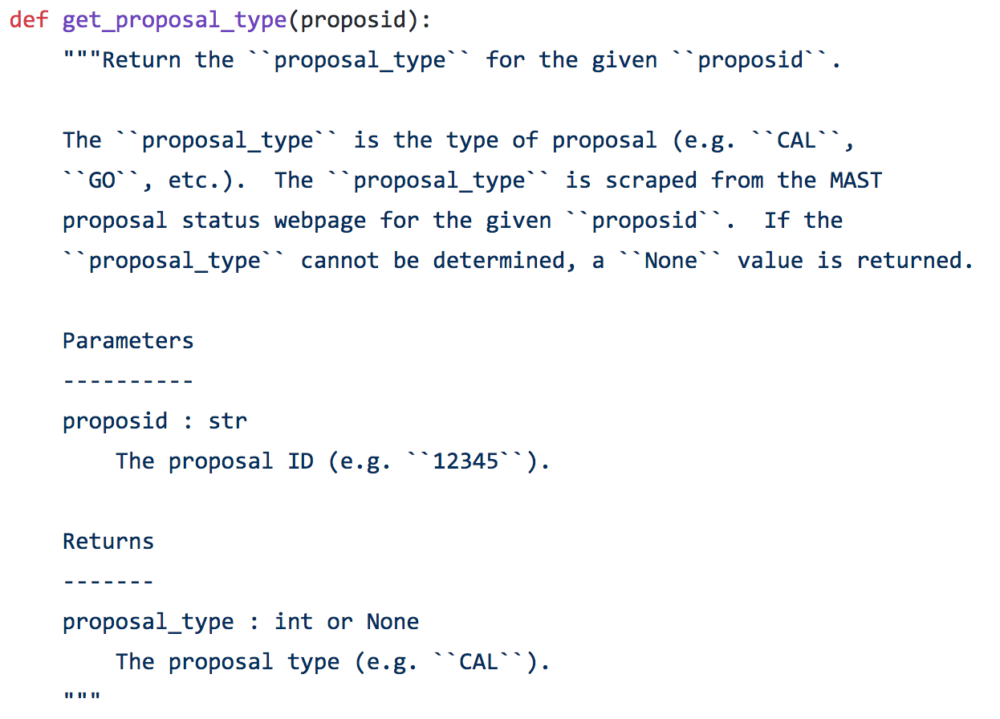 def get_proposal_type(proposid):
    """Return the ``proposal_type`` for the given ``proposid``.

    The ``proposal_type`` is the type of proposal (e.g. ``CAL``,
    ``GO``, etc.).  The ``proposal_type`` is scraped from the MAST
    proposal status webpage for the given ``proposid``.  If the
    ``proposal_type`` cannot be determined, a ``None`` value is returned.

    Parameters
    ----------
    proposid : str
        The proposal ID (e.g. ``12345``).

    Returns
    -------
    proposal_type : int or None
        The proposal type (e.g. ``CAL``).
    """